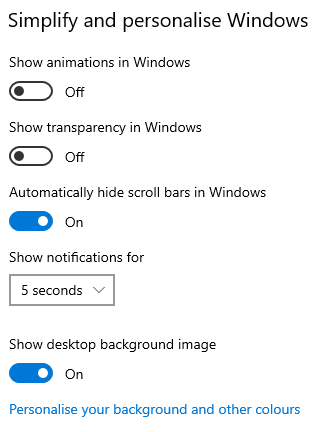 Simplify and personalise Windows
Show animations in Windows
Off
Show transparency in Windows
Off
Automatically hide scroll bars in Windows
On
Show notifications for
5 seconds
Show desktop background image
On
Personalise your background and other colours